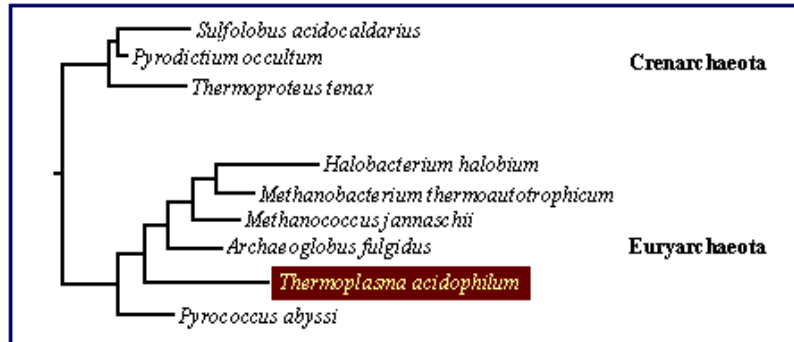 Sulfolobus acidocaldarius
Pyrodictium occultum
Crenarchaeota
Thermoproteus tenax
Halobacterium halobium
Methanobacterium thermoautotrophicum
Methanococcus jannaschii
Archaeoglobus fulgidus
Euryarchaeota
Thermoplasma acidophilum
Pyrococcus abyssi